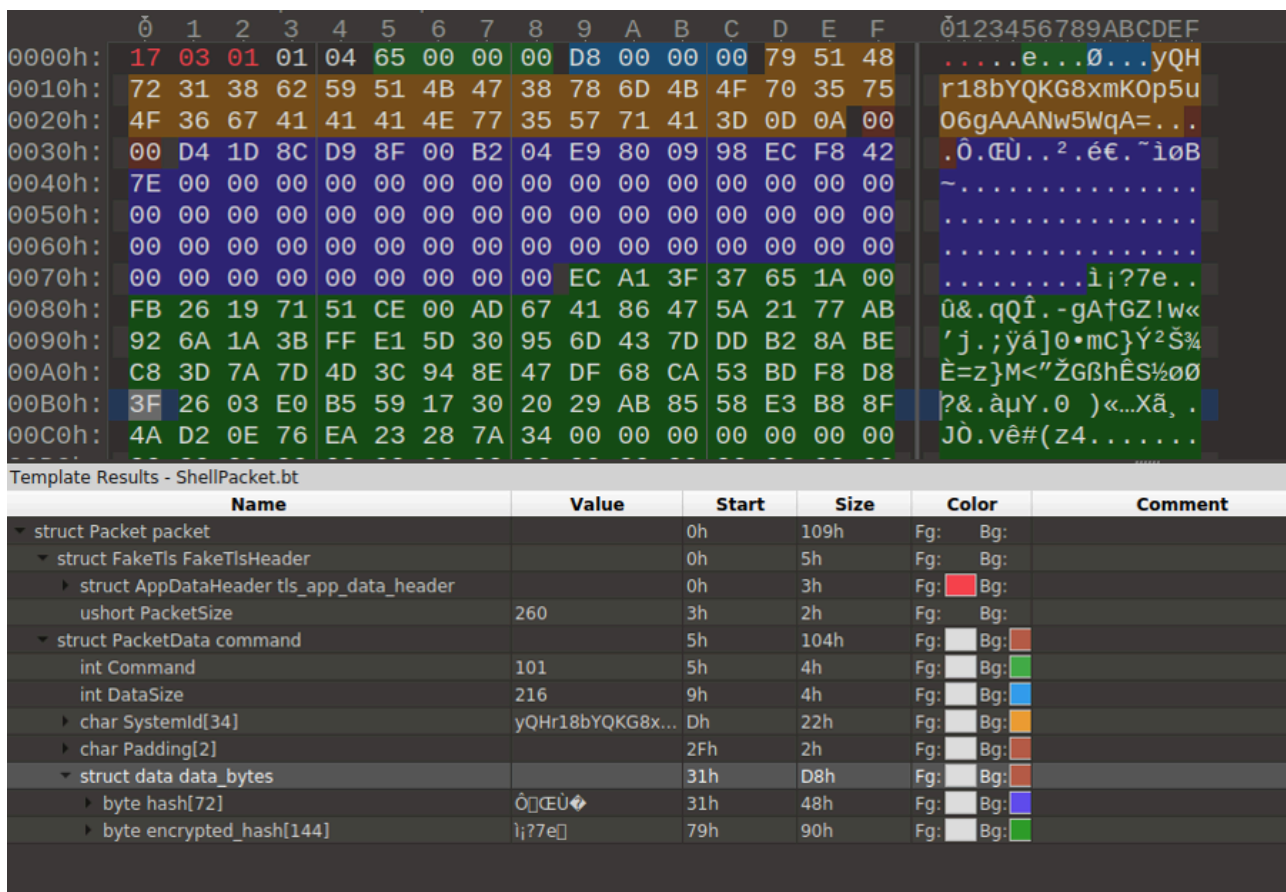 0 1 2 3 4 5 6 7 8 9 A B C D E F 0123456789ABCDEF
0000h: 17 03 01 01 04 65 00 00 00 D8 00 00 00 79 51 48 .....e...Ø...yQH
0010h: 72 31 38 62 59 51 4B 47 38 78 6D 4B 4F 70 35 75 r18bYQKG8xmKOp5u
0020h: 4F 36 67 41 41 41 4E 77 35 57 71 41 3D 0D 0A 00 O6gAAANw5WqA=...
0030h: 00 D4 1D 8C D9 8F 00 B2 04 E9 80 09 98 EC F8 42 .Ô.ŒÙ..².é€.˜ìøB
0040h: 7E 00 00 00 00 00 00 00 00 00 00 00 00 00 00 00 ~...............
0050h: 00 00 00 00 00 00 00 00 00 00 00 00 00 00 00 00 ................
0060h: 00 00 00 00 00 00 00 00 00 00 00 00 00 00 00 00 ................
0070h: 00 00 00 00 00 00 00 00 00 EC A1 3F 37 65 1A 00 .........ì¡?7e..
0080h: FB 26 19 71 51 CE 00 AD 67 41 86 47 5A 21 77 AB û&.qQÎ.-gA†GZ!w«
0090h: 92 6A 1A 3B FF E1 5D 30 95 6D 43 7D DD B2 8A BE ’j.;ÿá]0•mC}Ý²Š¾
00A0h: C8 3D 7A 7D 4D 3C 94 8E 47 DF 68 CA 53 BD F8 D8 È=z}M<”ŽGßhÊS½øØ
00B0h: 3F 26 03 E0 B5 59 17 30 20 29 AB 85 58 E3 B8 8F ?&.àµY.0 )«…Xã¸.
00C0h: 4A D2 0E 76 EA 23 28 7A 34 00 00 00 00 00 00 00 JÒ.vê#(z4.......
Template Results - ShellPacket.bt
Name Value Start Size Color Comment
struct Packet packet 0h 109h Fg: Bg:
struct FakeTls FakeTlsHeader 0h 5h Fg: Bg:
struct AppDataHeader tls_app_data_header 0h 3h Fg: Bg:
ushort PacketSize 260 3h 2h Fg: Bg:
struct PacketData command 5h 104h Fg: Bg:
int Command 101 5h 4h Fg: Bg:
int DataSize 216 9h 4h Fg: Bg:
char SystemId[34] yQHr18bYQKG8x... Dh 22h Fg: Bg:
char Padding[2] 2Fh 2h Fg: Bg:
struct data data_bytes 31h D8h Fg: Bg:
byte hash[72] Ô▯ŒÙ� 31h 48h Fg: Bg:
byte encrypted_hash[144] ì¡?7e▯ 79h 90h Fg: Bg: